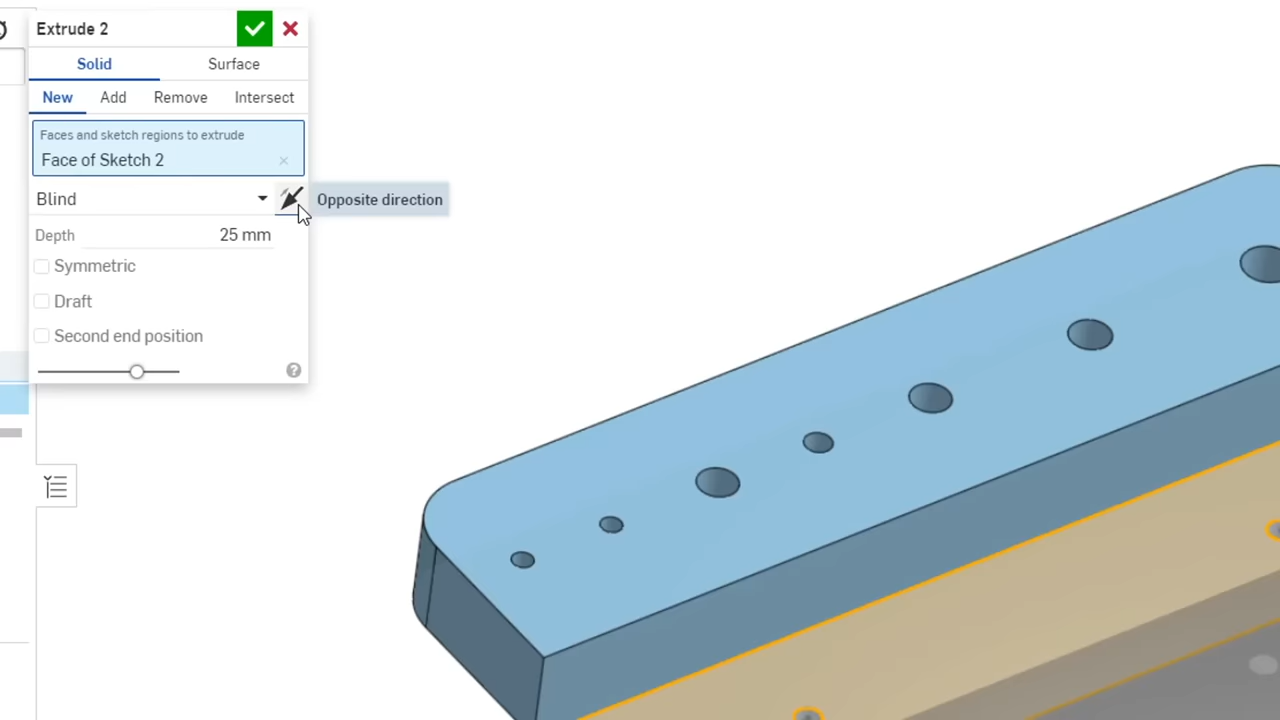 Extrude 2
Solid Surface
New Add Remove Intersect
Faces and sketch regions to extrude
Face of Sketch 2
Blind Opposite direction
Depth 25 mm
Symmetric
Draft
Second end position